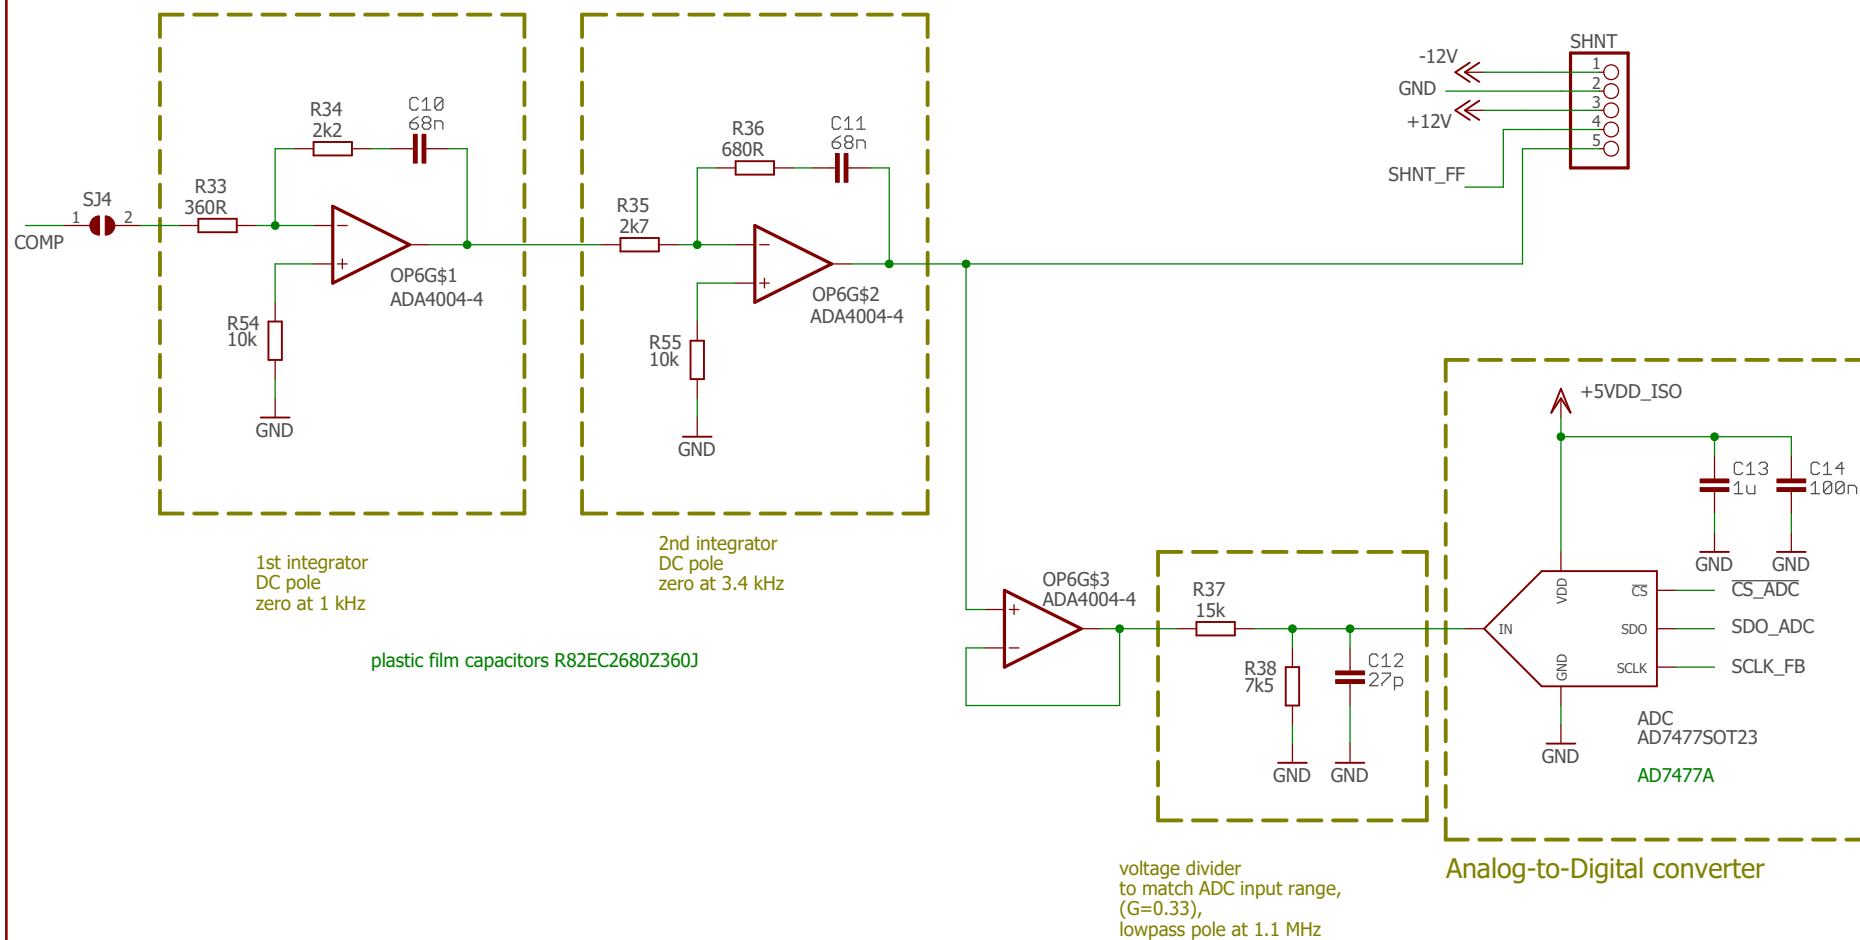 SHNT
-12V
1
GND
2
+12V
3
4
5
SHNT_FF
C10
68n
R34
2k2
C11
68n
R36
680R
R33
360R
SJ4
1
2
COMP
R35
2k7
OP6G$1
ADA4004-4
OP6G$2
ADA4004-4
R54
10k
GND
R55
10k
GND
+5VDD_ISO
C13
1u
C14
100n
GND
GND
1st integrator
DC pole
zero at 1 kHz
2nd integrator
DC pole
zero at 3.4 kHz
plastic film capacitors R82EC2680Z360J
OP6G$3
ADA4004-4
R37
15k
R38
7k5
C12
27p
GND
GND
VDD
IN
GND
CS
SDO
SCLK
CS_ADC
SDO_ADC
SCLK_FB
GND
ADC
AD7477SOT23
AD7477A
Analog-to-Digital converter
voltage divider
to match ADC input range,
(G=0.33),
lowpass pole at 1.1 MHz